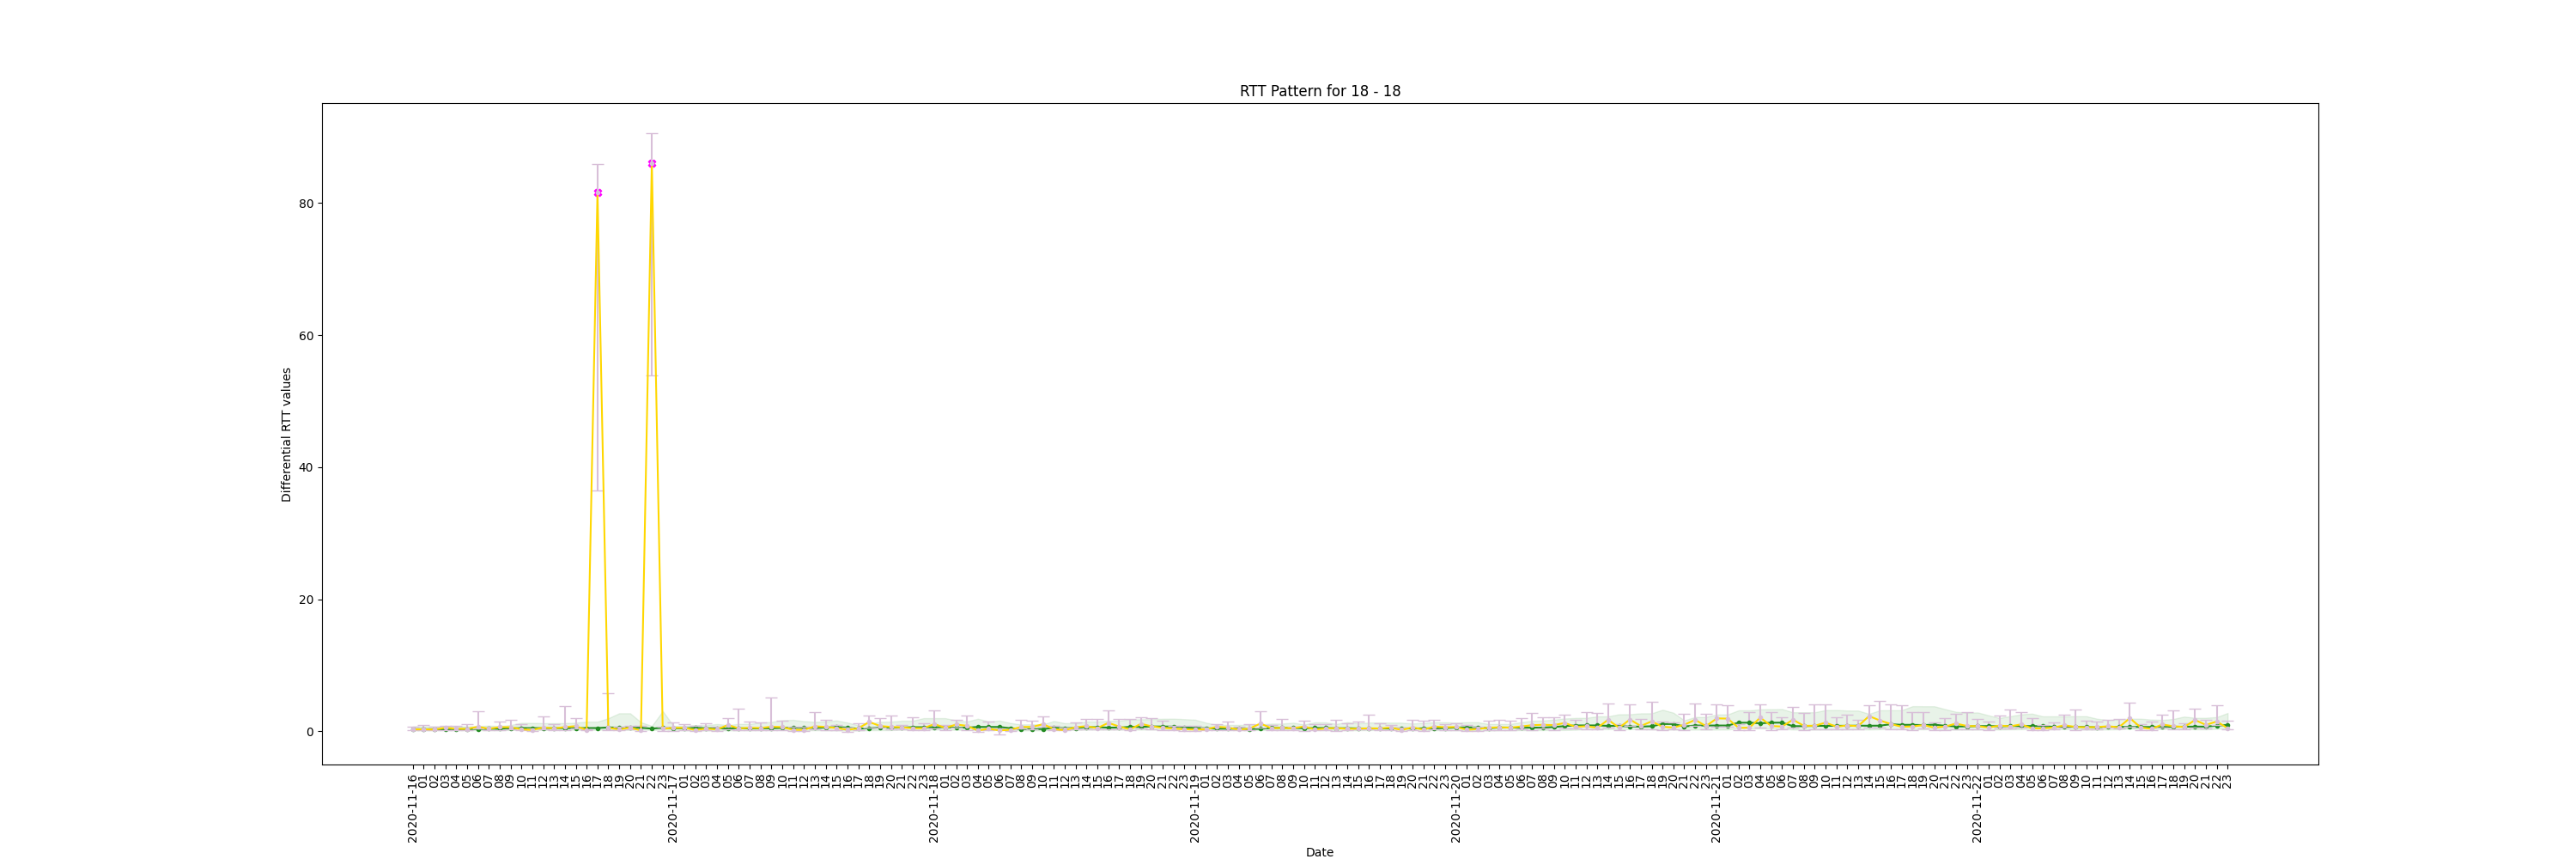 RTT Pattern for 18 - 18
Differential RTT values
80
60
40
20
0
2020-11-16 01 02 03 04 05 06 07 08 09 10 11 12 13 14 15 16 17 18 19 20 21 22 23
2020-11-17 01 02 03 04 05 06 07 08 09 10 11 12 13 14 15 16 17 18 19 20 21 22 23
2020-11-18 01 02 03 04 05 06 07 08 09 10 11 12 13 14 15 16 17 18 19 20 21 22 23
2020-11-19 01 02 03 04 05 06 07 08 09 10 11 12 13 14 15 16 17 18 19 20 21 22 23
2020-11-20 01 02 03 04 05 06 07 08 09 10 11 12 13 14 15 16 17 18 19 20 21 22 23
2020-11-21 01 02 03 04 05 06 07 08 09 10 11 12 13 14 15 16 17 18 19 20 21 22 23
2020-11-22 01 02 03 04 05 06 07 08 09 10 11 12 13 14 15 16 17 18 19 20 21 22 23
Date